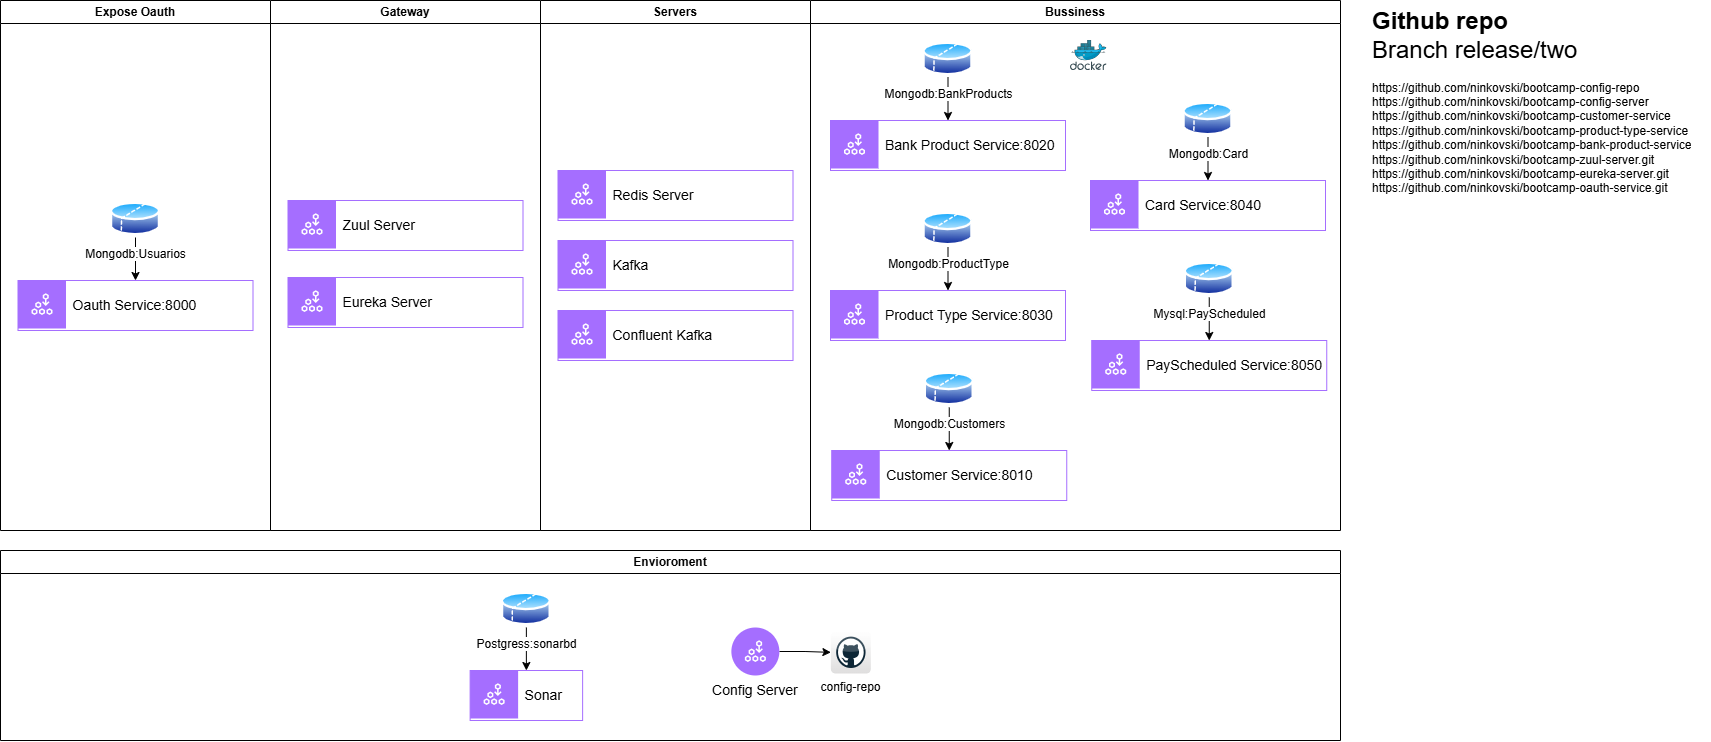 Expose Oauth
Mongodb:Usuarios
Oauth Service:8000
Gateway
Zuul Server
Eureka Server
Servers
Redis Server
Kafka
Confluent Kafka
Bussiness
docker
Mongodb:BankProducts
Bank Product Service:8020
Mongodb:ProductType
Product Type Service:8030
Mongodb:Customers
Customer Service:8010
Mongodb:Card
Card Service:8040
Mysql:PayScheduled
PayScheduled Service:8050
Envioroment
Postgress:sonarbd
Sonar
Config Server
config-repo
Github repo
Branch release/two
https://github.com/ninkovski/bootcamp-config-repo
https://github.com/ninkovski/bootcamp-config-server
https://github.com/ninkovski/bootcamp-customer-service
https://github.com/ninkovski/bootcamp-product-type-service
https://github.com/ninkovski/bootcamp-bank-product-service
https://github.com/ninkovski/bootcamp-zuul-server.git
https://github.com/ninkovski/bootcamp-eureka-server.git
https://github.com/ninkovski/bootcamp-oauth-service.git